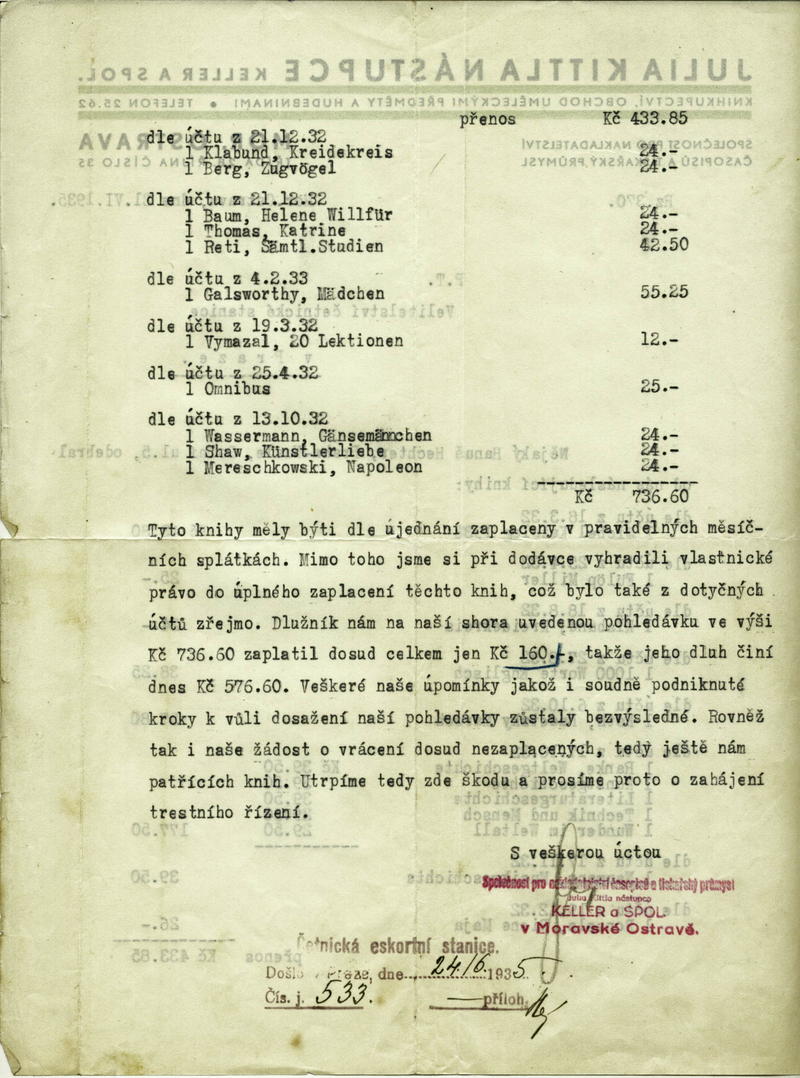 přenos Kč 433.85
dle účtu z 21.12.32
1 Klabund, Kreidekreis 24.-
1 Berg, Zugvögel 24.-
dle účtu z 21.12.32
1 Baum, Helene Willfür 24.-
1 Thomas, Katrine 24.-
1 Reti, Sämtl.Studien 42.50
dle účtu z 4.2.33
1 Galsworthy, Mädchen 55.25
dle účtu z 19.3.32
1 Vymazal, 20 Lektionen 12.-
dle účtu z 25.4.32
1 Omnibus 25.-
dle účtu z 13.10.32
1 Wassermann, Gänsemännchen 24.-
1 Shaw, Künstlerliebe 24.-
1 Mereschkowski, Napoleon 24.-
Kč 736.60
Tyto knihy měly býti dle ujednání zaplaceny v pravidelných měsíč-
ních splátkách. Mimo toho jsme si při dodávce vyhradili vlastnické
právo do úplného zaplacení těchto knih, což bylo také z dotyčných
účtů zřejmo. Dlužník nám na naší shora uvedenou pohledávku ve výši
Kč 736.60 zaplatil dosud celkem jen Kč 160.-, takže jeho dluh činí
dnes Kč 576.60. Veškeré naše úpomínky jakož i soudně podniknuté
kroky k vůli dosažení naší pohledávky zůstaly bezvýsledné. Rovněž
tak i naše žádost o vrácení dosud nezaplacených, tedy ještě nám
patřících knih. Utrpíme tedy zde škodu a prosíme proto o zahájení
trestního řízení.
S veškerou úctou
Společnost pro
Julia Kittla nástupce
KELLER a SPOL.
v Moravské Ostravě.
eskortní stanice.
Došlo dne 24/6. 1935.
Čís. j. 533. příloh.